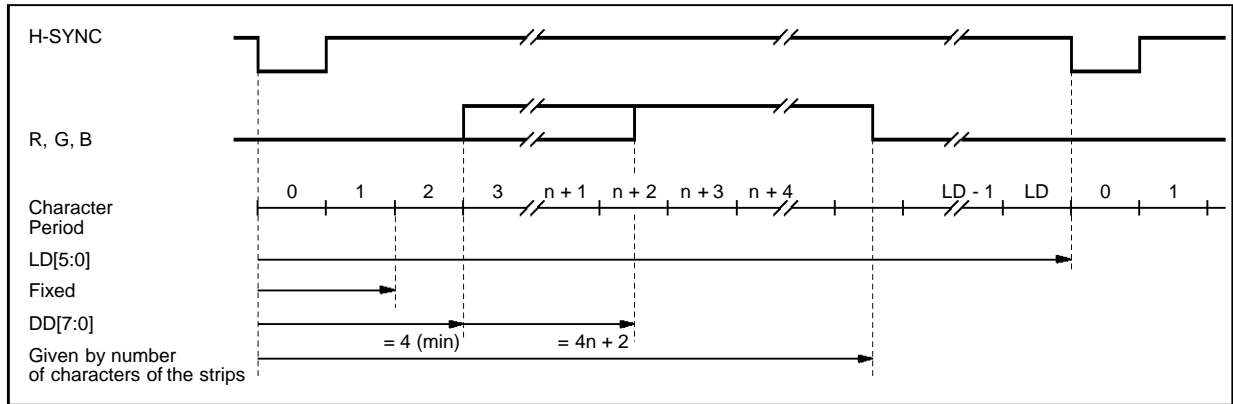 H-SYNC
R, G, B
0 1 2 3 n + 1 n + 2 n + 3 n + 4 LD - 1 LD 0 1
Character
Period
LD[5:0]
Fixed
DD[7:0]
= 4 (min) = 4n + 2
Given by number
of characters of the strips